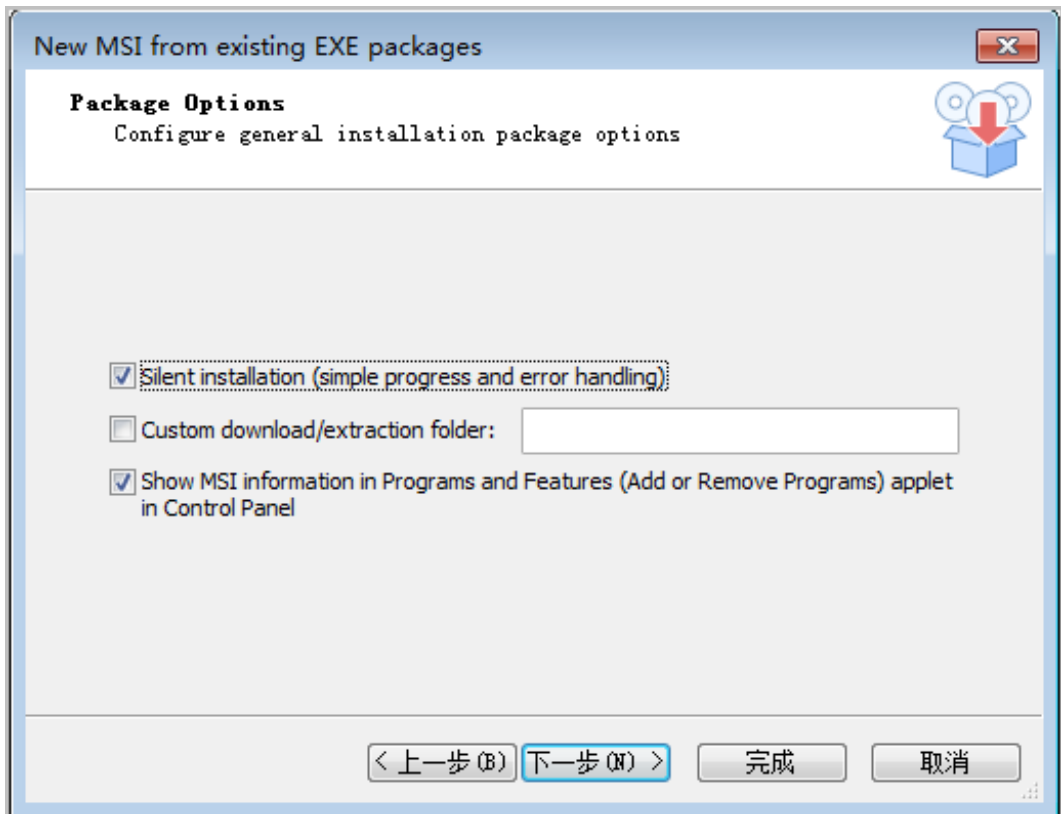 New MSI from existing EXE packages
Package Options
Configure general installation package options
Silent installation (simple progress and error handling)
Custom download/extraction folder:
Show MSI information in Programs and Features (Add or Remove Programs) applet
in Control Panel
< 上一步(B) 下一步(N) > 完成 取消